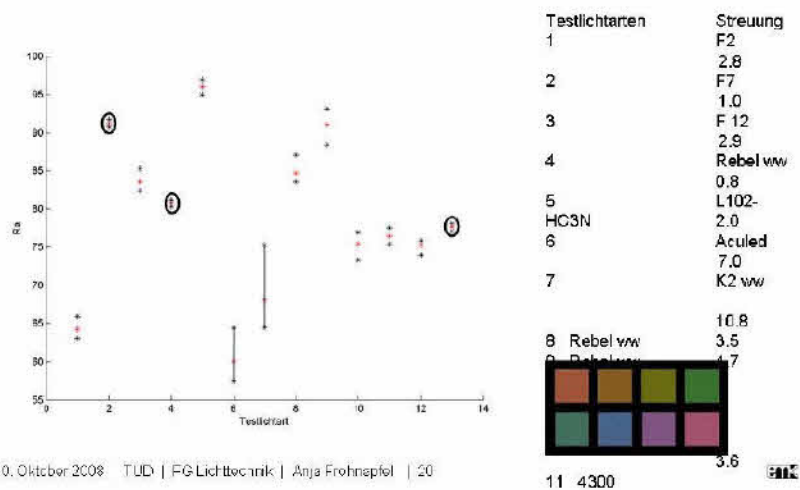 Testlichtarten Streuung
1 F2
2.8
2 F7
1.0
3 F 12
2.9
4 Rebel ww
0.8
5 L102-
HC3N 2.0
6 Aculed
7.0
7 K2 ww
10.8
8 Rebel ww 3.5
3.6
11 4300
Ra
100
95
90
85
80
75
70
65
60
55
0 2 4 6 8 10 12 14
Testlichtart
0. Oktober 2008 TUD | FG Lichttechnik | Anja Frohnapfel | 20